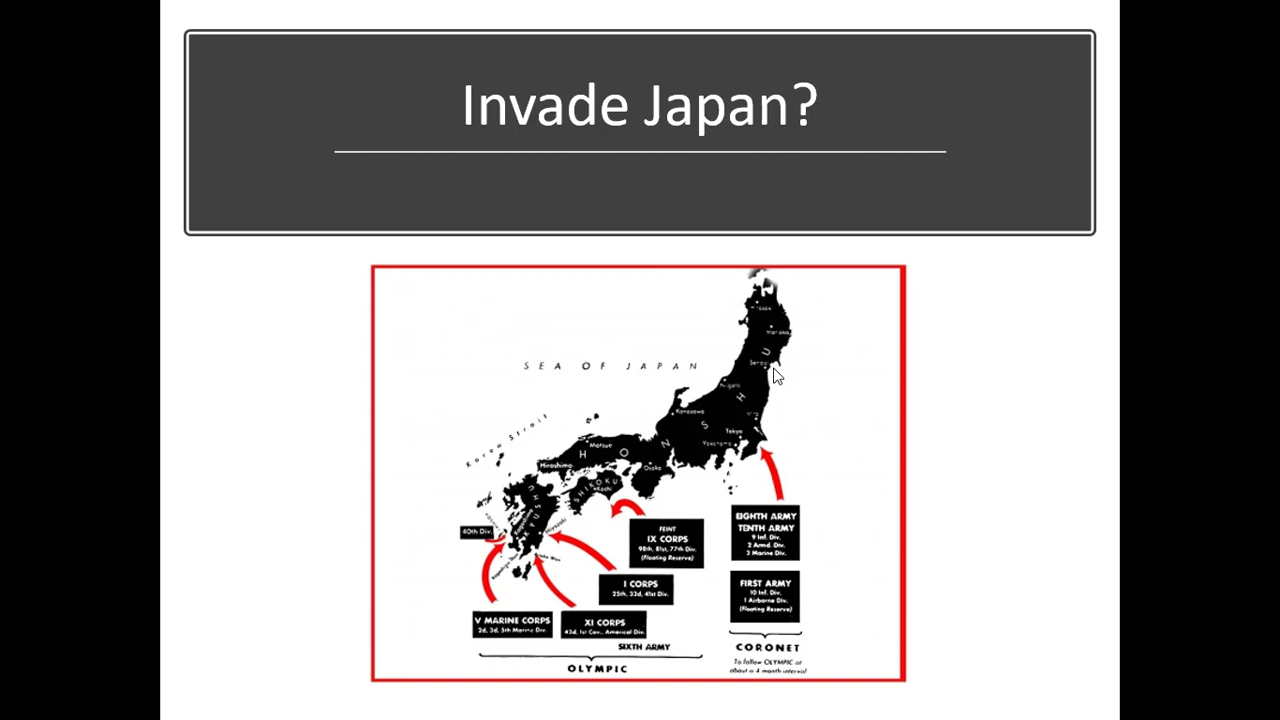 Invade Japan?
SEA OF JAPAN
Korea Strait
HONSHU
SHIKOKU
KYUSHU
Sendai
Niigata
Kanazawa
Tokyo
Yokohama
Matsue
Hiroshima
Osaka
Kochi
Miyazaki
40th Div.
FEINT
IX CORPS
98th, 81st, 77th Div.
(Floating Reserve)
I CORPS
25th, 33d, 41st Div.
V MARINE CORPS
2d, 3d, 5th Marine Div.
XI CORPS
43d, 1st Cav., Americal Div.
SIXTH ARMY
OLYMPIC
EIGHTH ARMY
TENTH ARMY
9 Inf. Div.
2 Armd. Div.
3 Marine Div.
FIRST ARMY
10 Inf. Div.
1 Airborne Div.
(Floating Reserve)
CORONET
To follow OLYMPIC at
about a 4 month interval